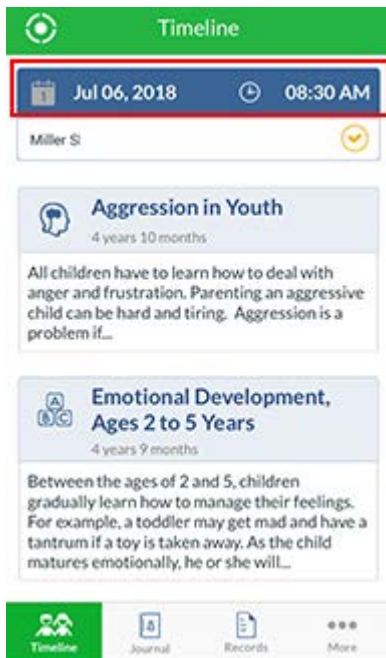 Timeline
1 Jul 06, 2018 08:30 AM
Miller S
Aggression in Youth
4 years 10 months
All children have to learn how to deal with
anger and frustration. Parenting an aggressive
child can be hard and tiring. Aggression is a
problem if...
A
B C
Emotional Development,
Ages 2 to 5 Years
4 years 9 months
Between the ages of 2 and 5, children
gradually learn how to manage their feelings.
For example, a toddler may get mad and have a
tantrum if a toy is taken away. As the child
matures emotionally, he or she will...
Timeline Journal Records More